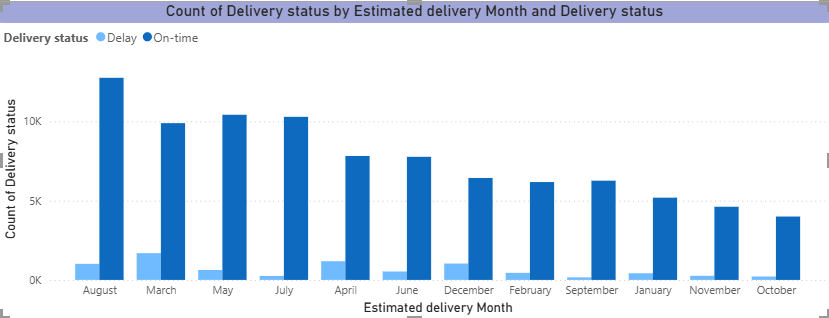 Count of Delivery status by Estimated delivery Month and Delivery status
Delivery status Delay On-time
Count of Delivery status
10K
5K
0K
August March May July April June December February September January November October
Estimated delivery Month